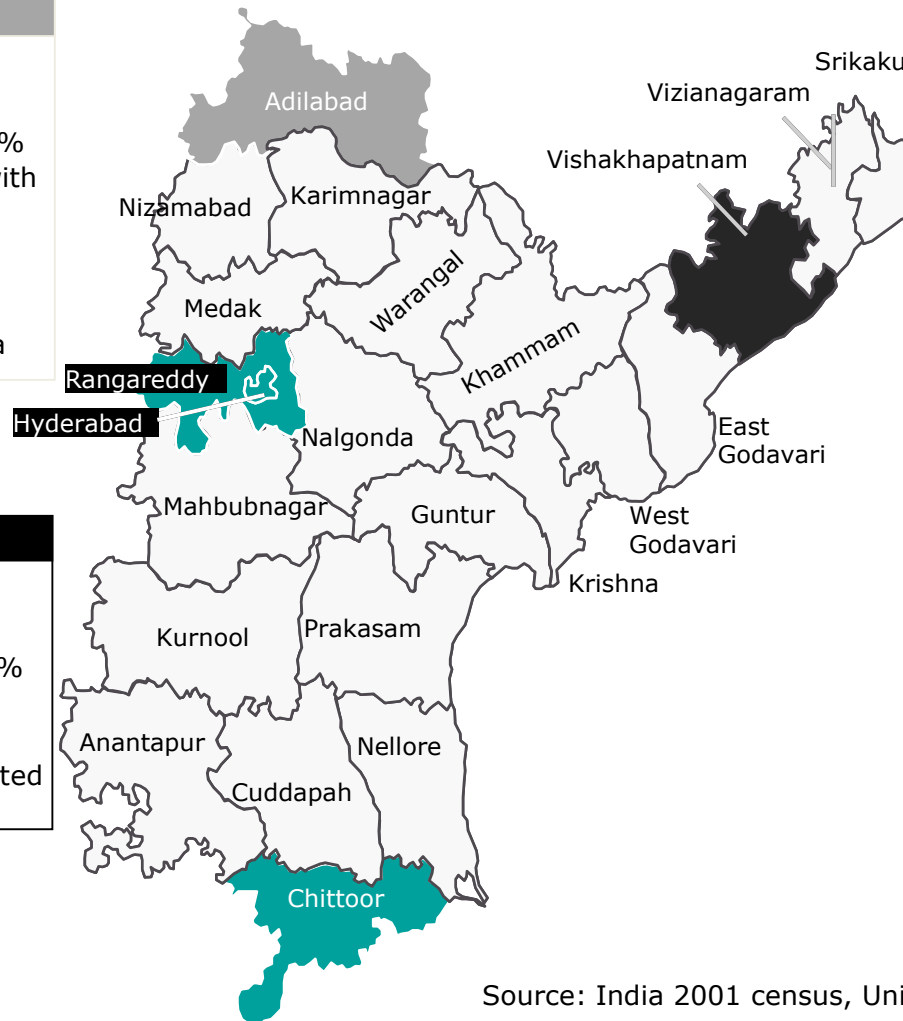 Srikaku
Vizianagaram
Vishakhapatnam
Adilabad
%
ith
Nizamabad
Karimnagar
Warangal
Medak
a
Khammam
Rangareddy
Hyderabad
Nalgonda
East
Godavari
Mahbubnagar
Guntur
West
Godavari
Krishna
Kurnool
Prakasam
%
Anantapur
Nellore
ted
Cuddapah
Chittoor
Source: India 2001 census, Uni